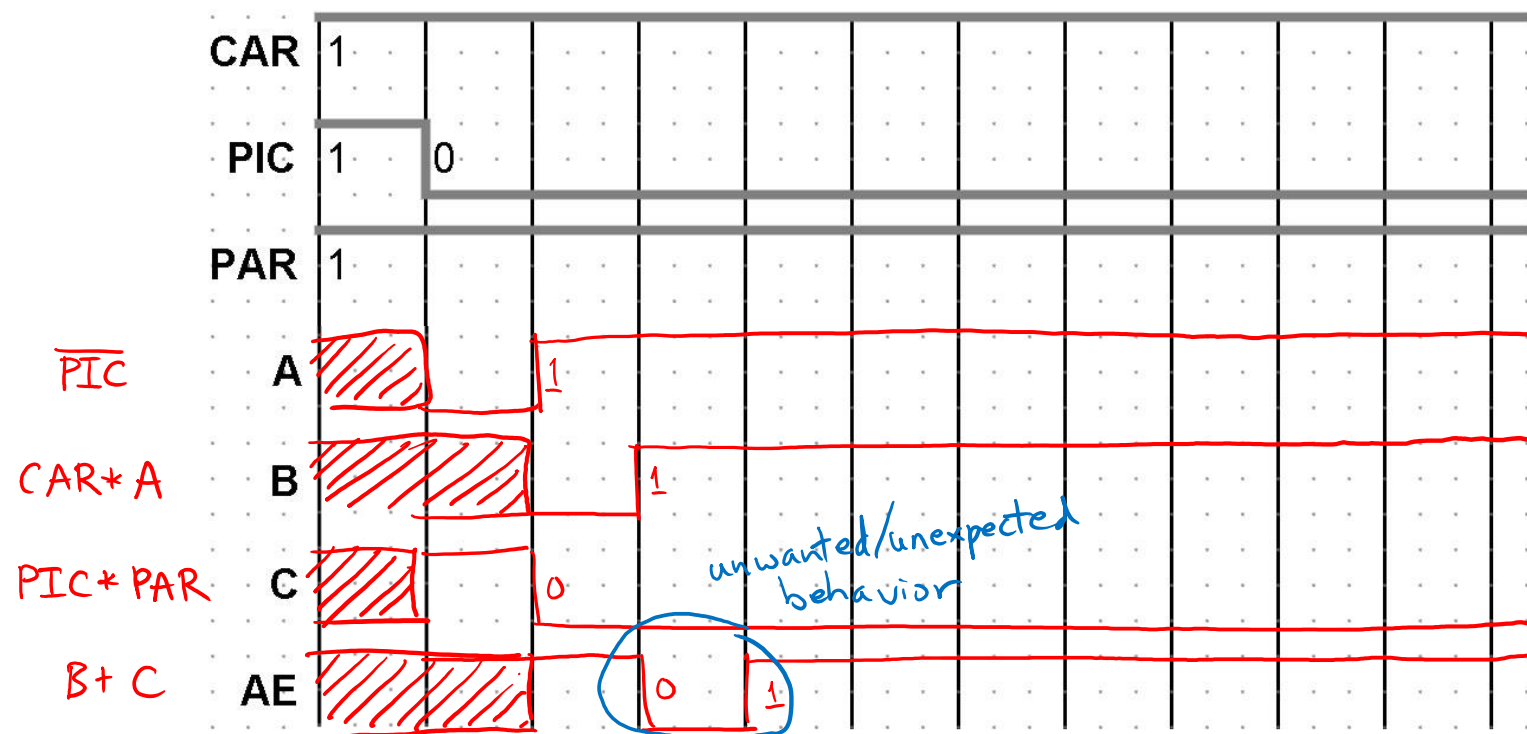 CAR 1
PIC 1 0
PAR 1
\overline{PIC} A 1
CAR * A B 1
unwanted/unexpected
behavior
PIC * PAR C 0
B + C AE 0 1